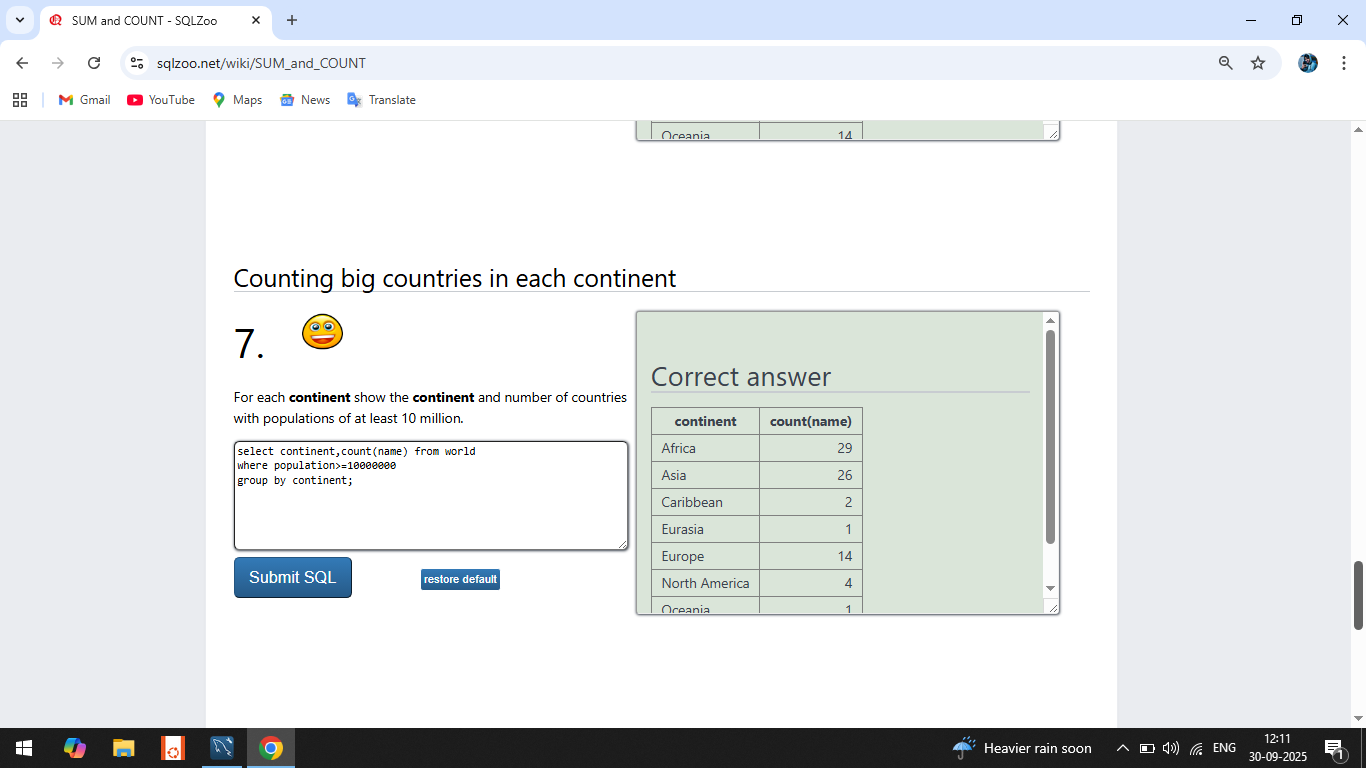 SUM and COUNT - SQLZoo
sqlzoo.net/wiki/SUM_and_COUNT
Gmail
YouTube
Maps
News
Translate
Oceania 14
Counting big countries in each continent
7.
For each continent show the continent and number of countries
with populations of at least 10 million.
select continent,count(name) from world
where population>=10000000
group by continent;
Submit SQL
restore default
Correct answer
continent count(name)
Africa 29
Asia 26
Caribbean 2
Eurasia 1
Europe 14
North America 4
Oceania 1
Heavier rain soon
ENG
12:11
30-09-2025
1